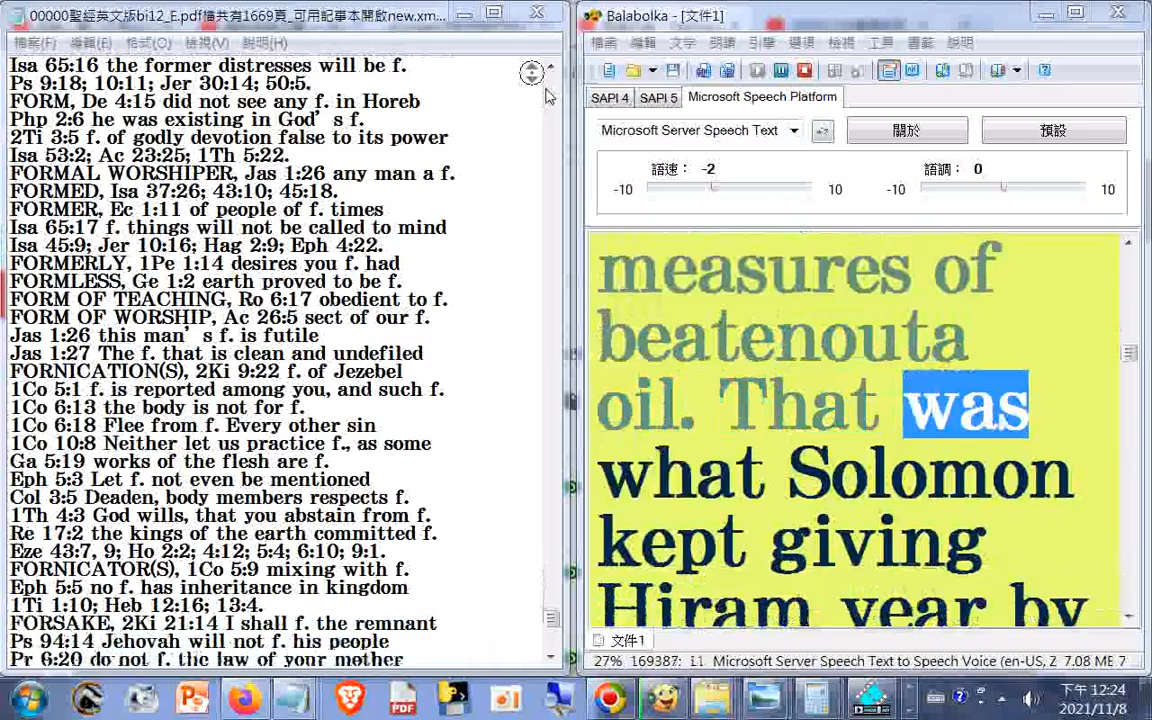 00000聖經英文版bi12_E.pdf檔共有1669頁_可用記事本開啟new.xm...
檔案(F) 編輯(E) 格式(O) 檢視(V) 說明(H)
Isa 65:16 the former distresses will be f.
Ps 9:18; 10:11; Jer 30:14; 50:5.
FORM, De 4:15 did not see any f. in Horeb
Php 2:6 he was existing in God’s f.
2Ti 3:5 f. of godly devotion false to its power
Isa 53:2; Ac 23:25; 1Th 5:22.
FORMAL WORSHIPER, Jas 1:26 any man a f.
FORMED, Isa 37:26; 43:10; 45:18.
FORMER, Ec 1:11 of people of f. times
Isa 65:17 f. things will not be called to mind
Isa 45:9; Jer 10:16; Hag 2:9; Eph 4:22.
FORMERLY, 1Pe 1:14 desires you f. had
FORMLESS, Ge 1:2 earth proved to be f.
FORM OF TEACHING, Ro 6:17 obedient to f.
FORM OF WORSHIP, Ac 26:5 sect of our f.
Jas 1:26 this man’s f. is futile
Jas 1:27 The f. that is clean and undefiled
FORNICATION(S), 2Ki 9:22 f. of Jezebel
1Co 5:1 f. is reported among you, and such f.
1Co 6:13 the body is not for f.
1Co 6:18 Flee from f. Every other sin
1Co 10:8 Neither let us practice f., as some
Ga 5:19 works of the flesh are f.
Eph 5:3 Let f. not even be mentioned
Col 3:5 Deaden, body members respects f.
1Th 4:3 God wills, that you abstain from f.
Re 17:2 the kings of the earth committed f.
Eze 43:7, 9; Ho 2:2; 4:12; 5:4; 6:10; 9:1.
FORNICATOR(S), 1Co 5:9 mixing with f.
Eph 5:5 no f. has inheritance in kingdom
1Ti 1:10; Heb 12:16; 13:4.
FORSAKE, 2Ki 21:14 I shall f. the remnant
Ps 94:14 Jehovah will not f. his people
Pr 6:20 do not f. the law of your mother
Balabolka - [文件1]
檔案 編輯 文字 朗讀 引擎 選項 檢視 工具 書籤 說明
SAPI 4 SAPI 5 Microsoft Speech Platform
Microsoft Server Speech Text 關於 預設
語速： -2 語調： 0
-10 10 -10 10
measures of
beatenouta
oil. That was
what Solomon
kept giving
Hiram year by
文件1
27% 169387: 11 Microsoft Server Speech Text to Speech Voice (en-US, Z 7.08 ME 7
PDF
下午 12:24
2021/11/8